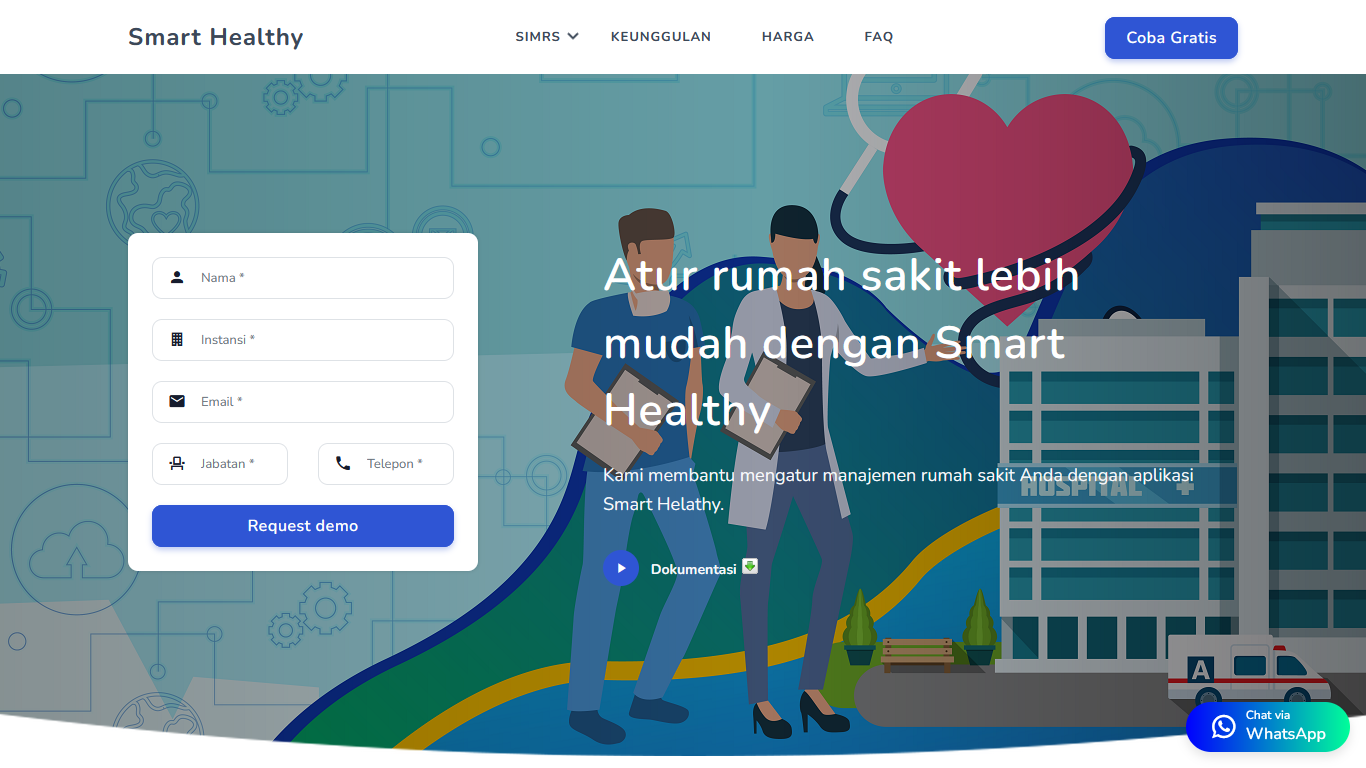 Smart Healthy
SIMRS
KEUNGGULAN
HARGA
FAQ
Coba Gratis
Nama *
Instansi *
Email *
Jabatan *
Telepon *
Request demo
Atur rumah sakit lebih
mudah dengan Smart
Healthy
Kami membantu mengatur manajemen rumah sakit Anda dengan aplikasi
Smart Helathy.
Dokumentasi
HOSPITAL
A
Chat via
WhatsApp